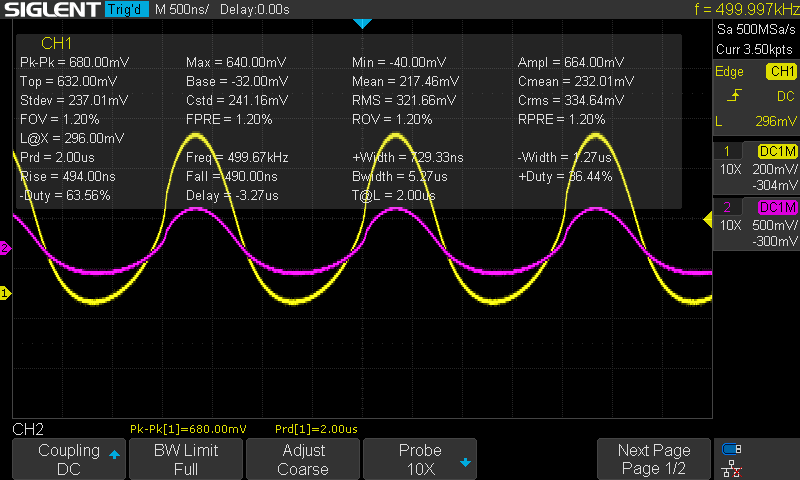 SIGLENT Trig'd M 500ns/ Delay:0.00s f = 499.997kHz
Sa 500MSa/s
Curr 3.50kpts
CH1
Pk-Pk = 680.00mV Max = 640.00mV Min = -40.00mV Ampl = 664.00mV
Top = 632.00mV Base = -32.00mV Mean = 217.46mV Cmean = 232.01mV
Stdev = 237.01mV Cstd = 241.16mV RMS = 321.66mV Crms = 334.64mV
FOV = 1.20% FPRE = 1.20% ROV = 1.20% RPRE = 1.20%
L@X = 296.00mV
Prd = 2.00us Freq = 499.67kHz +Width = 729.33ns -Width = 1.27us
Rise = 494.00ns Fall = 490.00ns Bwidth = 5.27us +Duty = 36.44%
-Duty = 63.56% Delay = -3.27us T@L = 2.00us
Edge CH1
DC
L 296mV
1 DC1M
10X 200mV/
-304mV
2 DC1M
10X 500mV/
-300mV
2
1
CH2 Pk-Pk[1]=680.00mV Prd[1]=2.00us
Coupling
DC
BW Limit
Full
Adjust
Coarse
Probe
10X
Next Page
Page 1/2